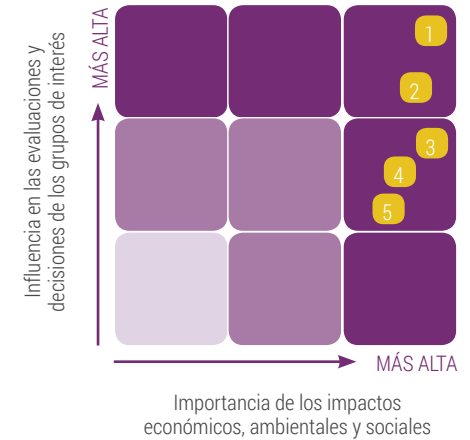 Influencia en las evaluaciones y
decisiones de los grupos de interés
MÁS ALTA
1
2
3
4
5
MÁS ALTA
Importancia de los impactos
económicos, ambientales y sociales